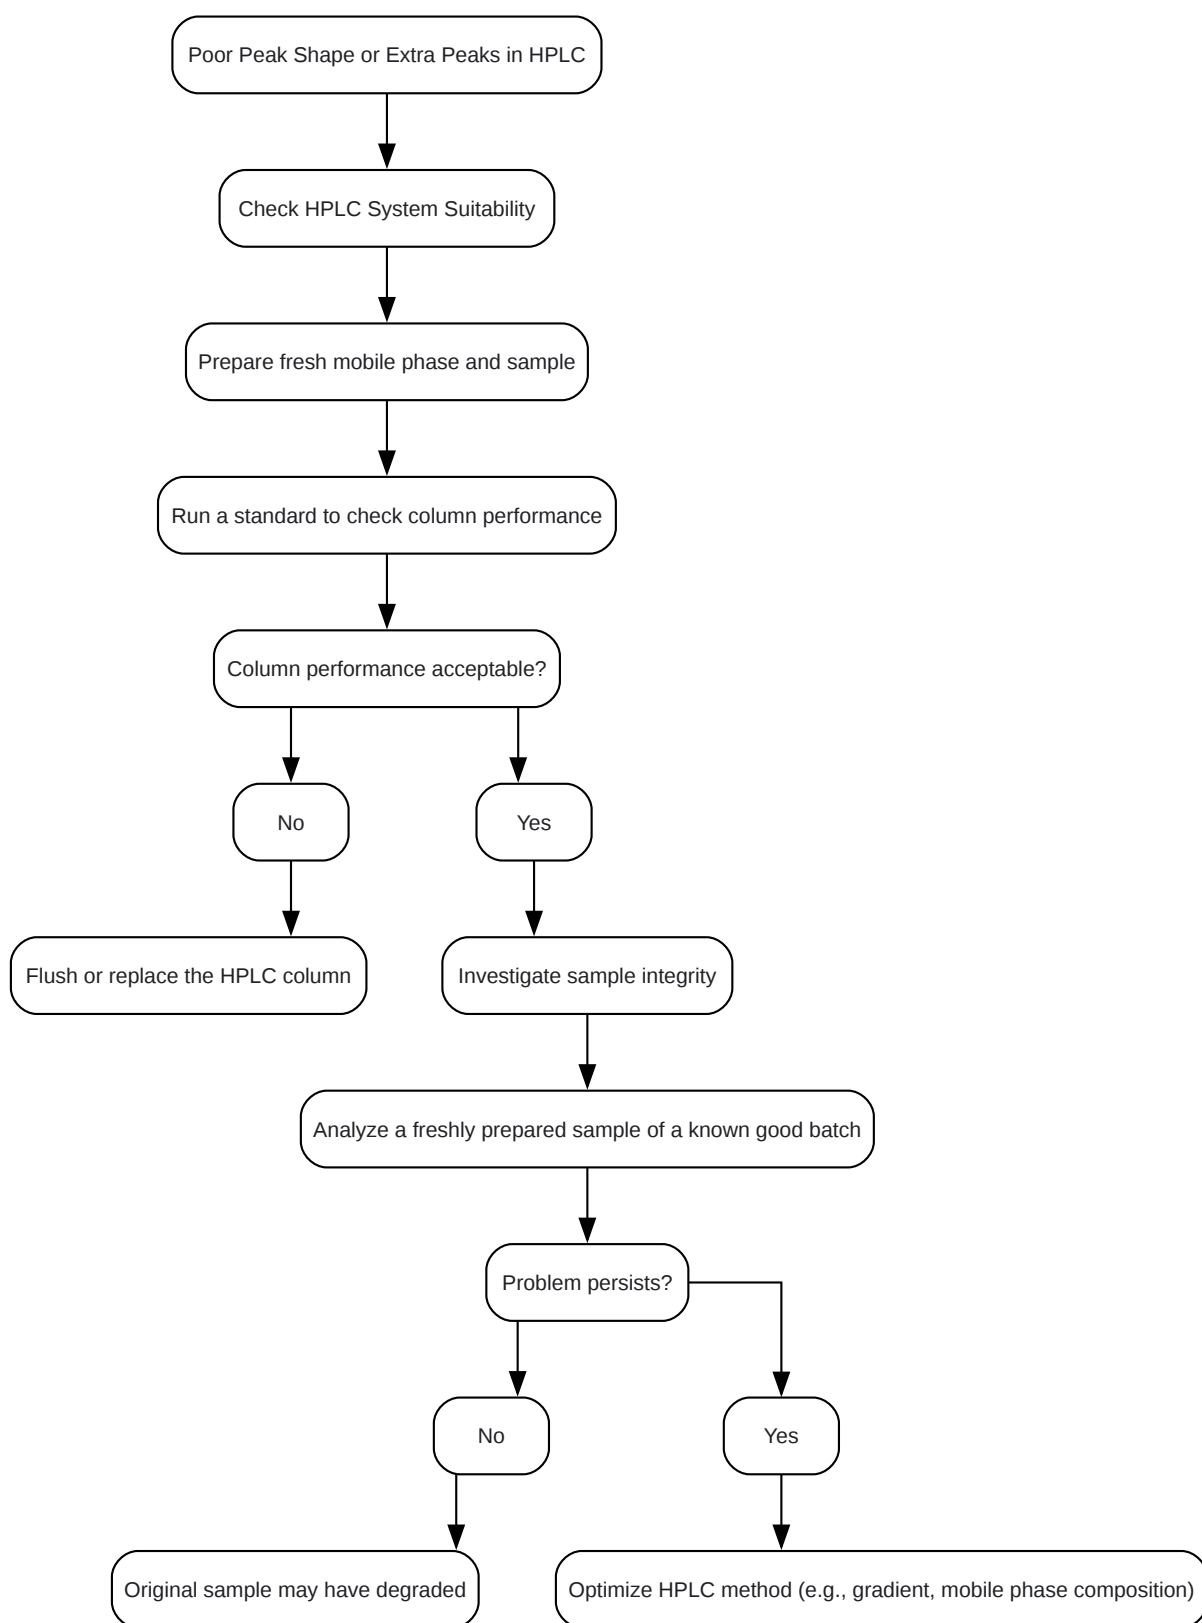 Poor Peak Shape or Extra Peaks in HPLC
Check HPLC System Suitability
Prepare fresh mobile phase and sample
Run a standard to check column performance
Column performance acceptable?
No
Yes
Flush or replace the HPLC column
Investigate sample integrity
Analyze a freshly prepared sample of a known good batch
Problem persists?
No
Yes
Original sample may have degraded
Optimize HPLC method (e.g., gradient, mobile phase composition)